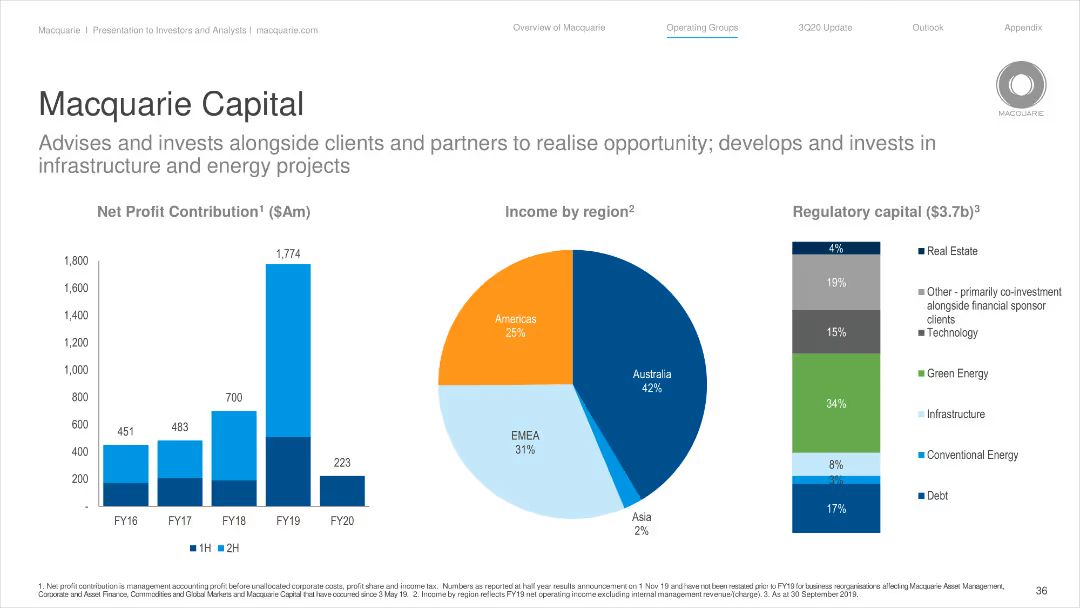 Macquarie | Presentation to Investors and Analysts | macquarie.com
Overview of Macquarie
Operating Groups
3Q20 Update
Outlook
Appendix
MACQUARIE
Macquarie Capital
Advises and invests alongside clients and partners to realise opportunity; develops and invests in
infrastructure and energy projects
Net Profit Contribution¹ ($Am)
1,800
1,600
1,400
1,200
1,000
800
600
400
200
-
451
483
700
1,774
223
FY16
FY17
FY18
FY19
FY20
1H
2H
Income by region²
Americas
25%
Australia
42%
EMEA
31%
Asia
2%
Regulatory capital ($3.7b)³
4%
19%
15%
34%
8%
3%
17%
Real Estate
Other - primarily co-investment
alongside financial sponsor
clients
Technology
Green Energy
Infrastructure
Conventional Energy
Debt
1. Net profit contribution is management accounting profit before unallocated corporate costs, profit share and income tax. Numbers as reported at half year results announcement on 1 Nov 19 and have not been restated prior to FY19 for business reorganisations affecting Macquarie Asset Management,
Corporate and Asset Finance, Commodities and Global Markets and Macquarie Capital that have occurred since 3 May 19. 2. Income by region reflects FY19 net operating income excluding internal management revenue/(charge). 3. As at 30 September 2019.
36